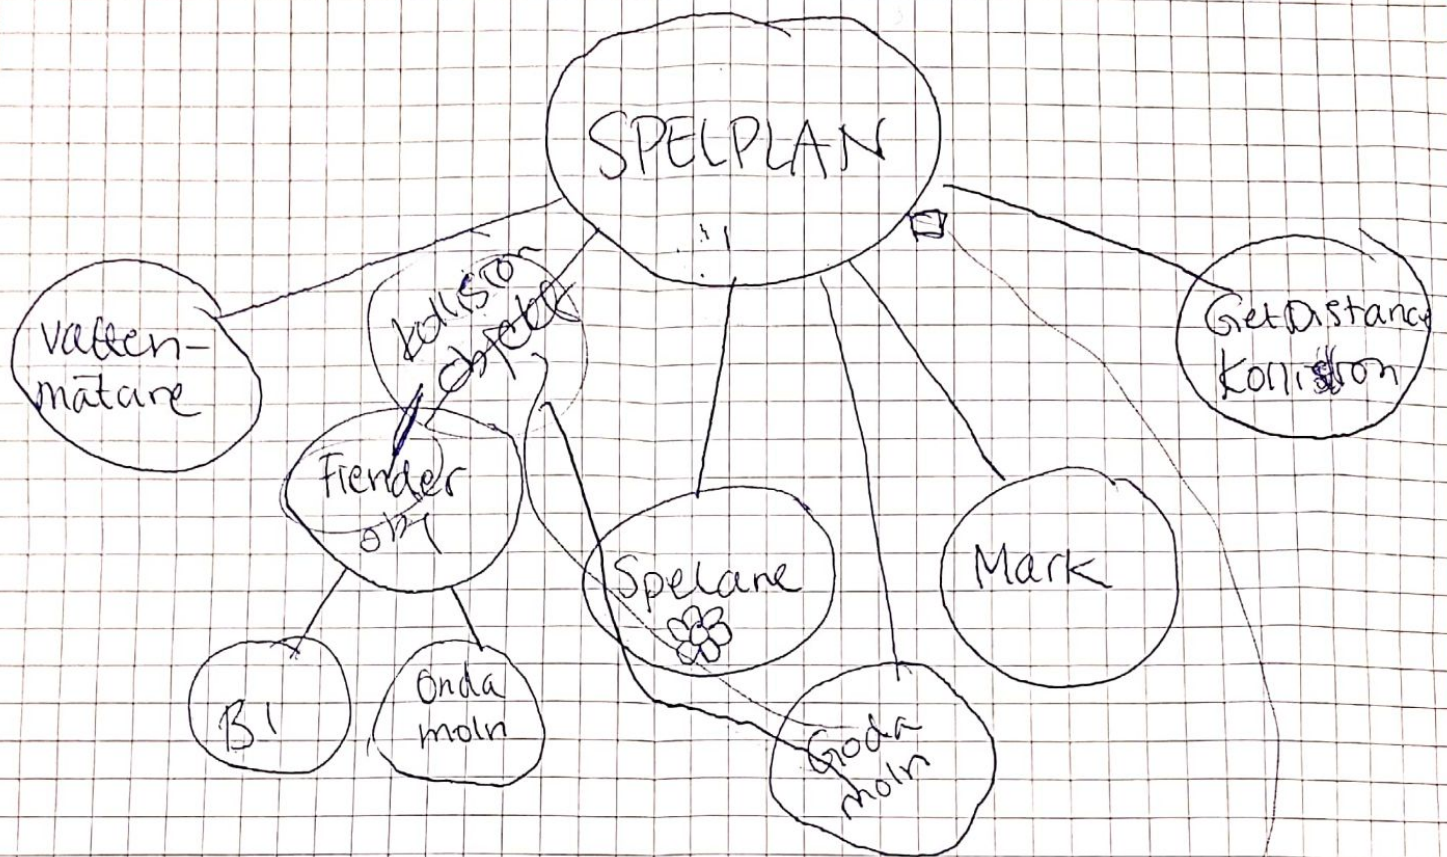 SPELPLAN
Vatten-
mätare
kollision
objekt
GetDistance
Kollision
Fiender
obj
Spelare
Mark
Bi
Onda
moln
Goda
moln